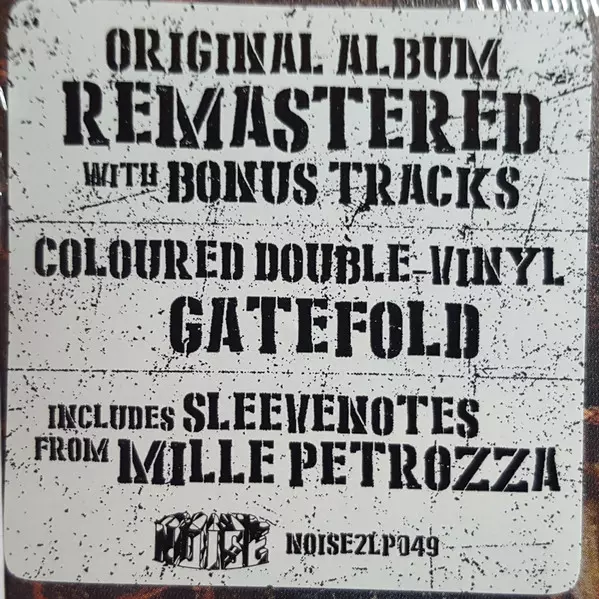 ORIGINAL ALBUM
REMASTERED
WITH BONUS TRACKS
COLOURED DOUBLE-VINYL
GATEFOLD
INCLUDES SLEEVENOTES
FROM MILLE PETROZZA
NOISE NOISE2LP049